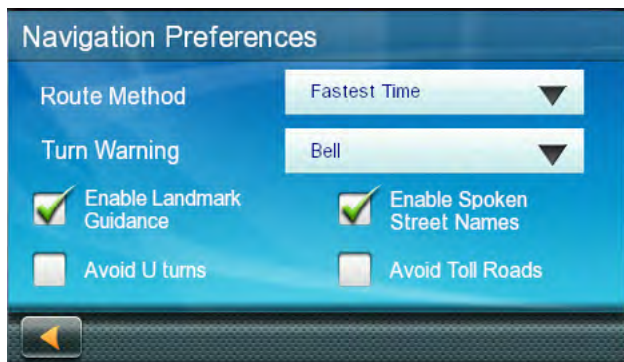 Navigation Preferences
Route Method
Fastest Time
Turn Warning
Bell
Enable Landmark
Guidance
Enable Spoken
Street Names
Avoid U turns
Avoid Toll Roads